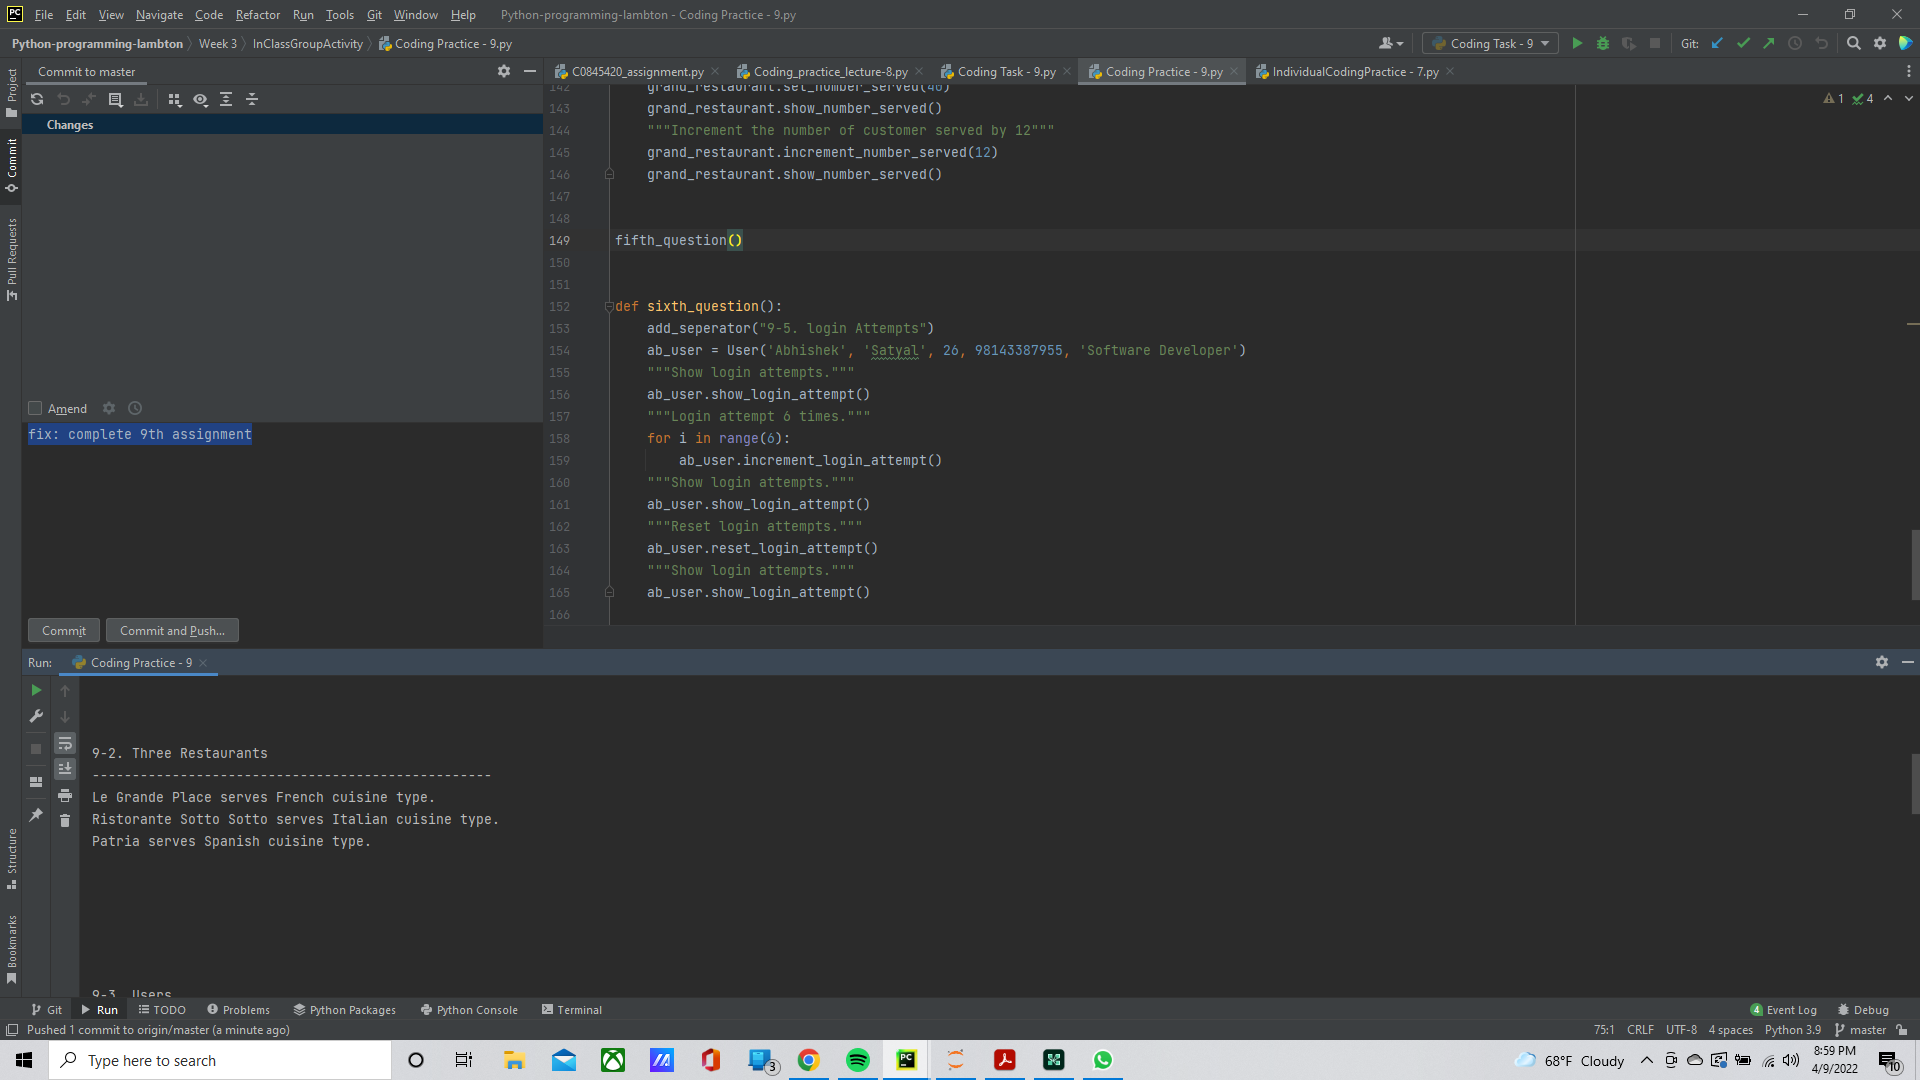 PC File Edit View Navigate Code Refactor Run Tools Git Window Help Python-programming-lambton - Coding Practice - 9.py
Python-programming-lambton Week 3 InClassGroupActivity Coding Practice - 9.py Coding Task - 9 Git:
Commit to master
C0845420_assignment.py Coding_practice_lecture-8.py Coding Task - 9.py Coding Practice - 9.py IndividualCodingPractice - 7.py
Project
Commit
Pull Requests
Structure
Bookmarks
Changes
1 4
142 grand_restaurant.set_number_served(40)
143 grand_restaurant.show_number_served()
144 """Increment the number of customer served by 12"""
145 grand_restaurant.increment_number_served(12)
146 grand_restaurant.show_number_served()
147
148
149 fifth_question()
150
151
152 def sixth_question():
153 add_seperator("9-5. login Attempts")
154 ab_user = User('Abhishek', 'Satyal', 26, 98143387955, 'Software Developer')
155 """Show login attempts."""
156 ab_user.show_login_attempt()
157 """Login attempt 6 times."""
158 for i in range(6):
159 ab_user.increment_login_attempt()
160 """Show login attempts."""
161 ab_user.show_login_attempt()
162 """Reset login attempts."""
163 ab_user.reset_login_attempt()
164 """Show login attempts."""
165 ab_user.show_login_attempt()
166
Amend
fix: complete 9th assignment
Commit Commit and Push...
Run: Coding Practice - 9
9-2. Three Restaurants
--------------------------------------------------
Le Grande Place serves French cuisine type.
Ristorante Sotto Sotto serves Italian cuisine type.
Patria serves Spanish cuisine type.
9-3. Users
Git Run TODO Problems Python Packages Python Console Terminal 4 Event Log Debug
Pushed 1 commit to origin/master (a minute ago) 75:1 CRLF UTF-8 4 spaces Python 3.9 master
Type here to search 3 PC 68°F Cloudy 8:59 PM
4/9/2022 10